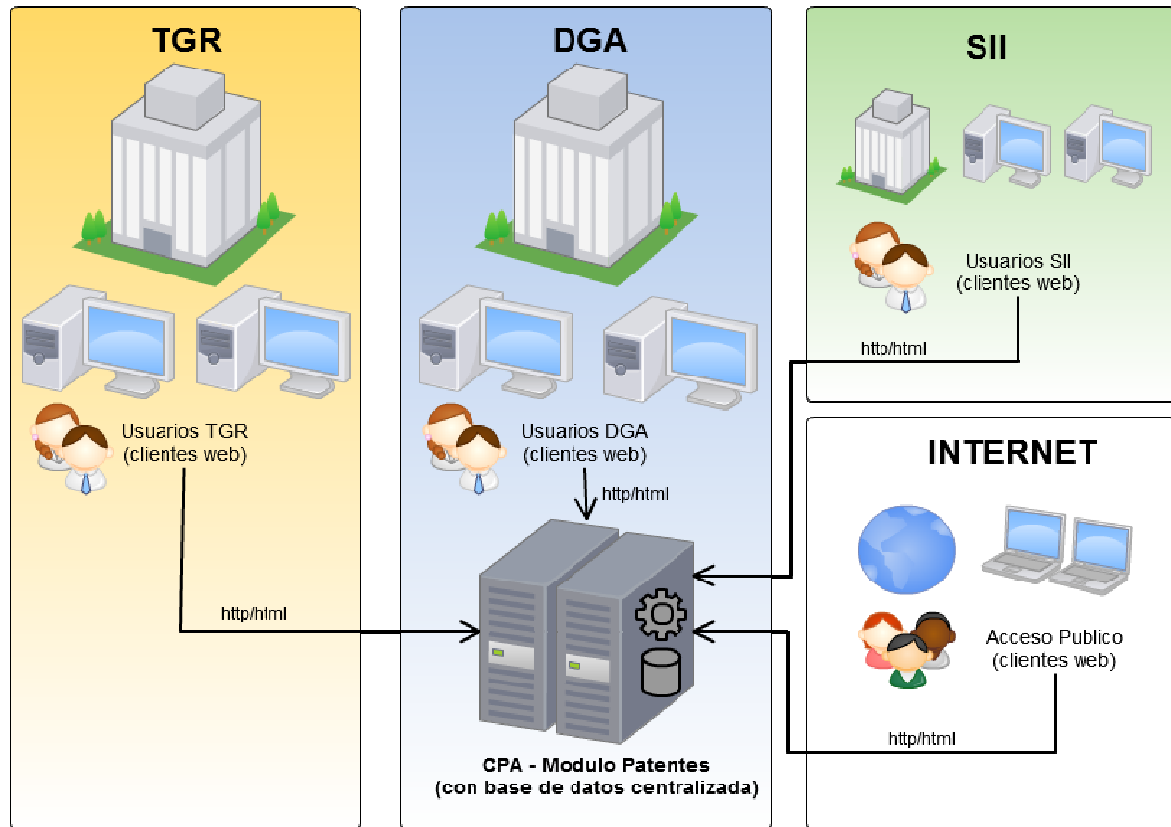 TGR
Usuarios TGR
(clientes web)
http/html
DGA
Usuarios DGA
(clientes web)
http/html
CPA - Modulo Patentes
(con base de datos centralizada)
SII
Usuarios SII
(clientes web)
http/html
INTERNET
Acceso Publico
(clientes web)
http/html